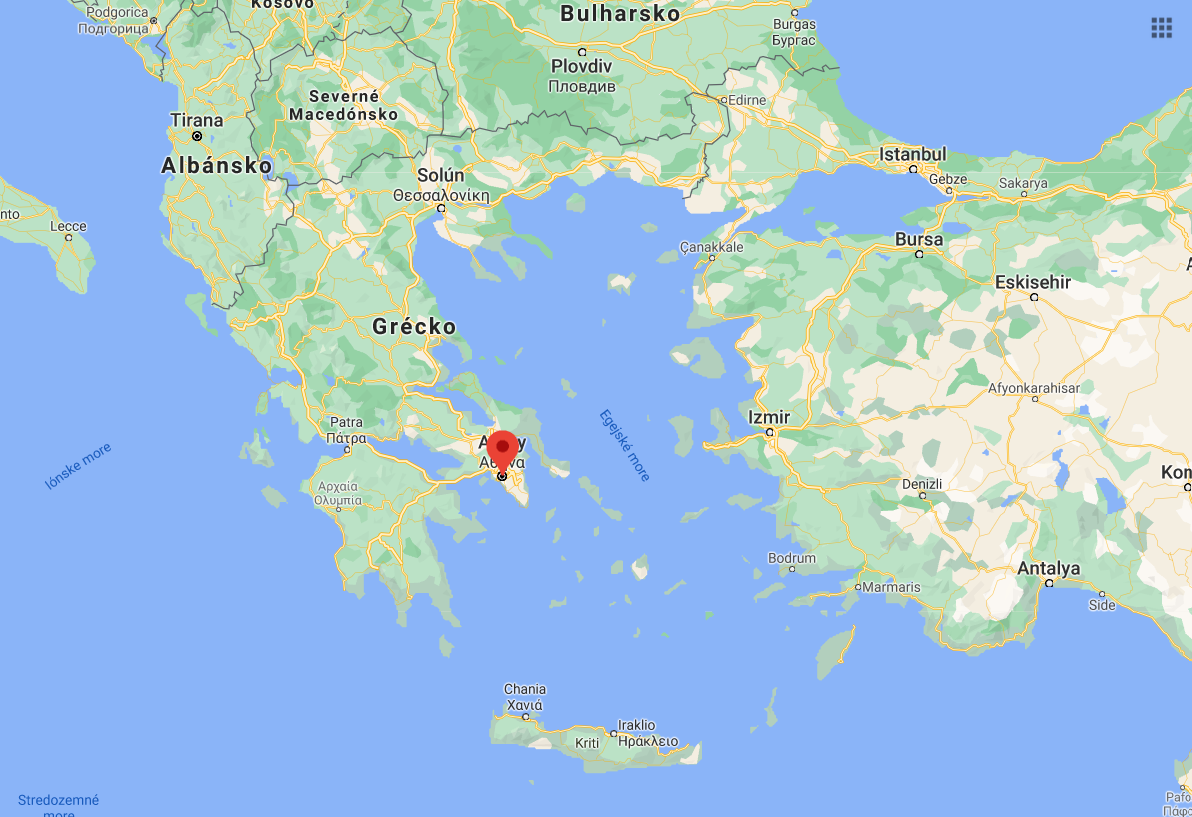 Kosovo
Podgorica
Подгорица
Bulharsko
Burgas
Бургас
Plovdiv
Пловдив
Severné
Macedónsko
Edirne
Tirana
Albánsko
Solún
Θεσσαλονίκη
Istanbul
Gebze
Sakarya
Lecce
Çanakkale
Bursa
Eskisehir
Grécko
Afyonkarahisar
Izmir
Patra
Πάτρα
Egejské more
Iónske more
Αρχαία
Ολυμπία
Denizli
Bodrum
Marmaris
Antalya
Side
Chania
Χανιά
Iraklio
Ηράκλειο
Kriti
Stredozemné
more